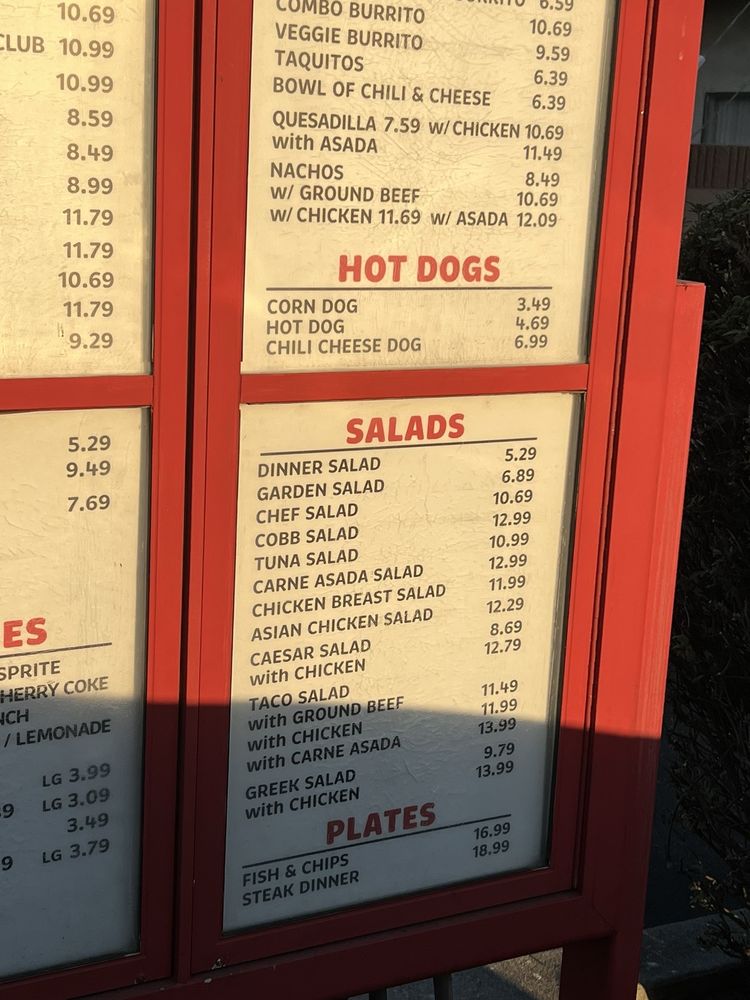 10.69
CLUB 10.99
10.99
8.59
8.49
8.99
11.79
11.79
10.69
11.79
9.29
5.29
9.49
7.69
ES
SPRITE
HERRY COKE
NCH
/ LEMONADE
LG 3.99
9 LG 3.09
3.49
9 LG 3.79
BURRITO 6.59
COMBO BURRITO 10.69
VEGGIE BURRITO 9.59
TAQUITOS 6.39
BOWL OF CHILI & CHEESE 6.39
QUESADILLA 7.59 w/CHICKEN 10.69
with ASADA 11.49
NACHOS 8.49
w/ GROUND BEEF 10.69
w/CHICKEN 11.69 w/ ASADA 12.09
HOT DOGS
CORN DOG 3.49
HOT DOG 4.69
CHILI CHEESE DOG 6.99
SALADS
DINNER SALAD 5.29
GARDEN SALAD 6.89
CHEF SALAD 10.69
COBB SALAD 12.99
TUNA SALAD 10.99
CARNE ASADA SALAD 12.99
CHICKEN BREAST SALAD 11.99
ASIAN CHICKEN SALAD 12.29
CAESAR SALAD 8.69
with CHICKEN 12.79
TACO SALAD
with GROUND BEEF 11.49
with CHICKEN 11.99
with CARNE ASADA 13.99
GREEK SALAD 9.79
with CHICKEN 13.99
PLATES
FISH & CHIPS 16.99
STEAK DINNER 18.99